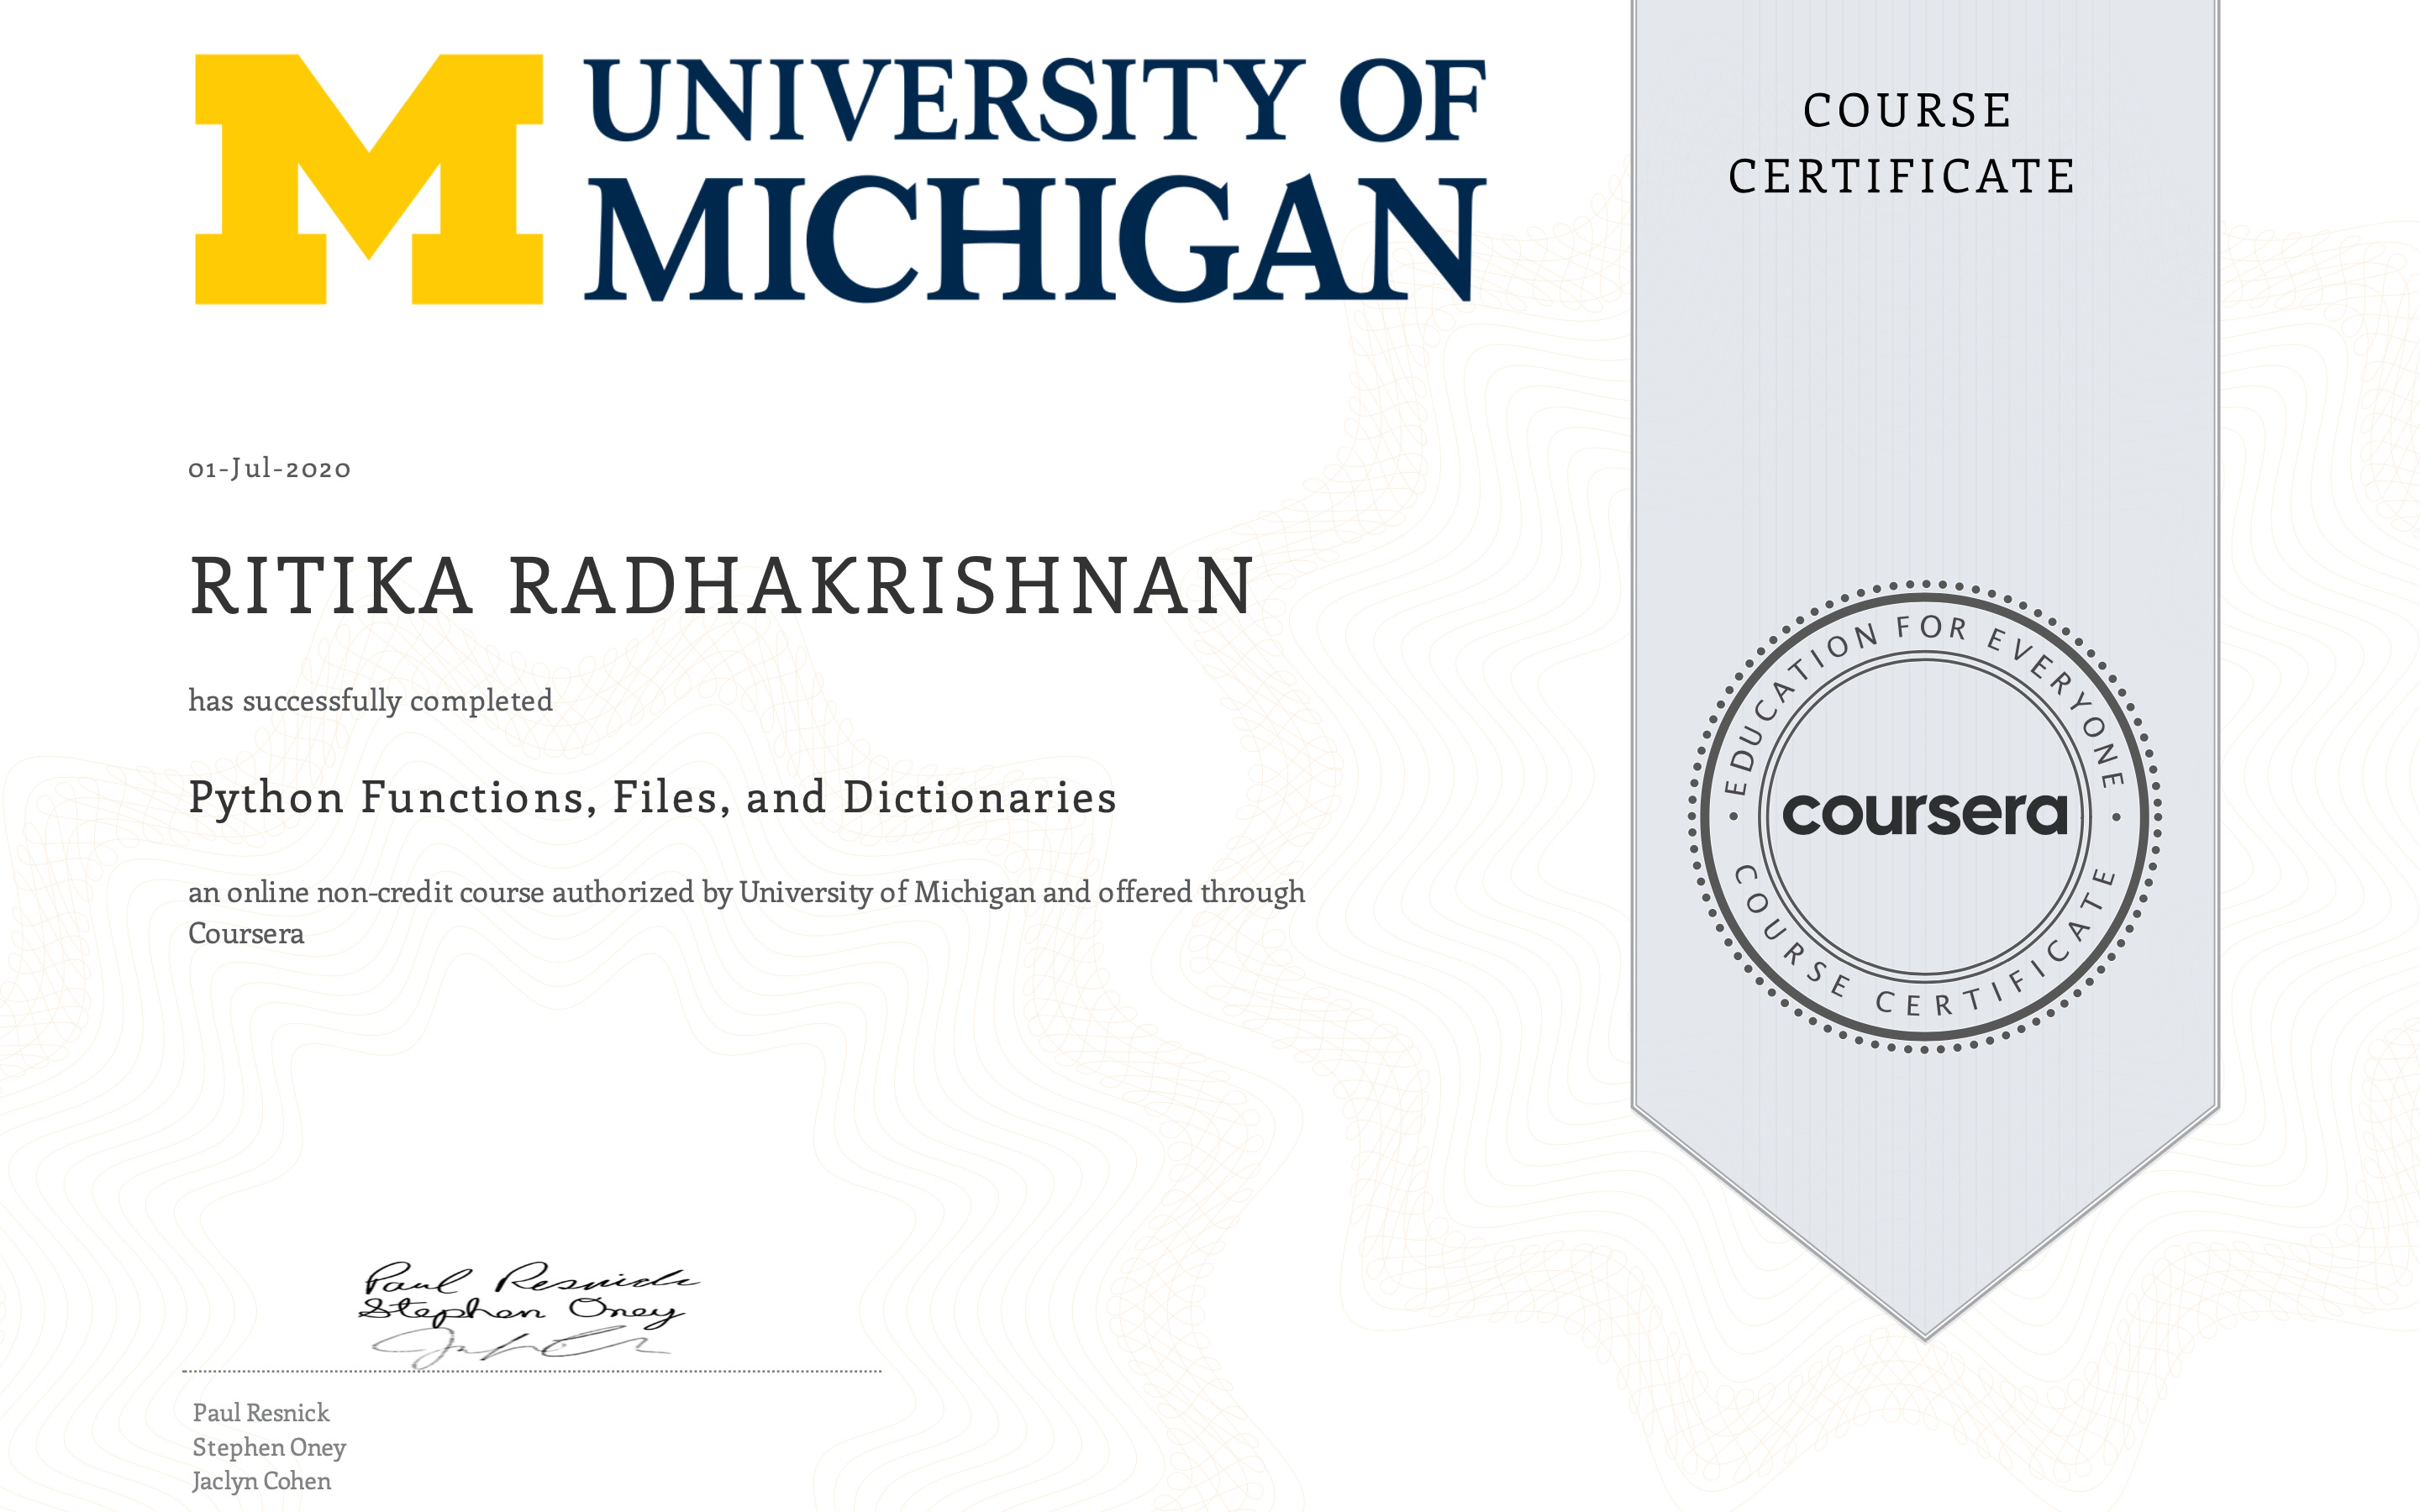 M UNIVERSITY OF
MICHIGAN
COURSE
CERTIFICATE
01-Jul-2020
RITIKA RADHAKRISHNAN
has successfully completed
Python Functions, Files, and Dictionaries
an online non-credit course authorized by University of Michigan and offered through
Coursera
EDUCATION FOR EVERYONE
coursera
COURSE CERTIFICATE
Paul Resnick
Stephen Oney
Paul Resnick
Stephen Oney
Jaclyn Cohen